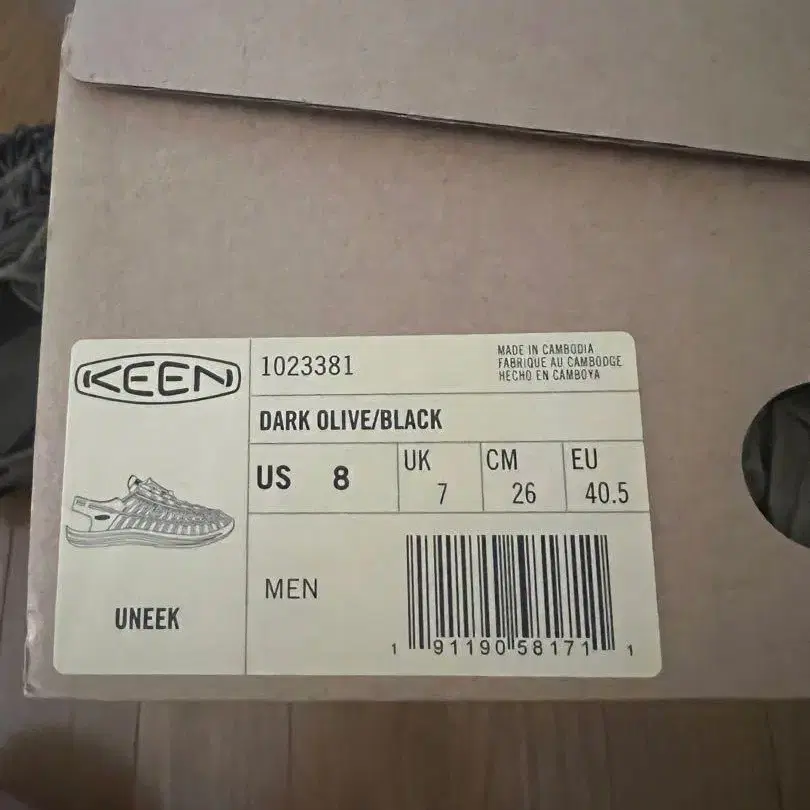 KEEN
1023381
MADE IN CAMBODIA
FABRIQUE AU CAMBODGE
HECHO EN CAMBOYA
DARK OLIVE/BLACK
US 8
UK 7
CM 26
EU 40.5
UNEEK
MEN
1 91190 58171 1